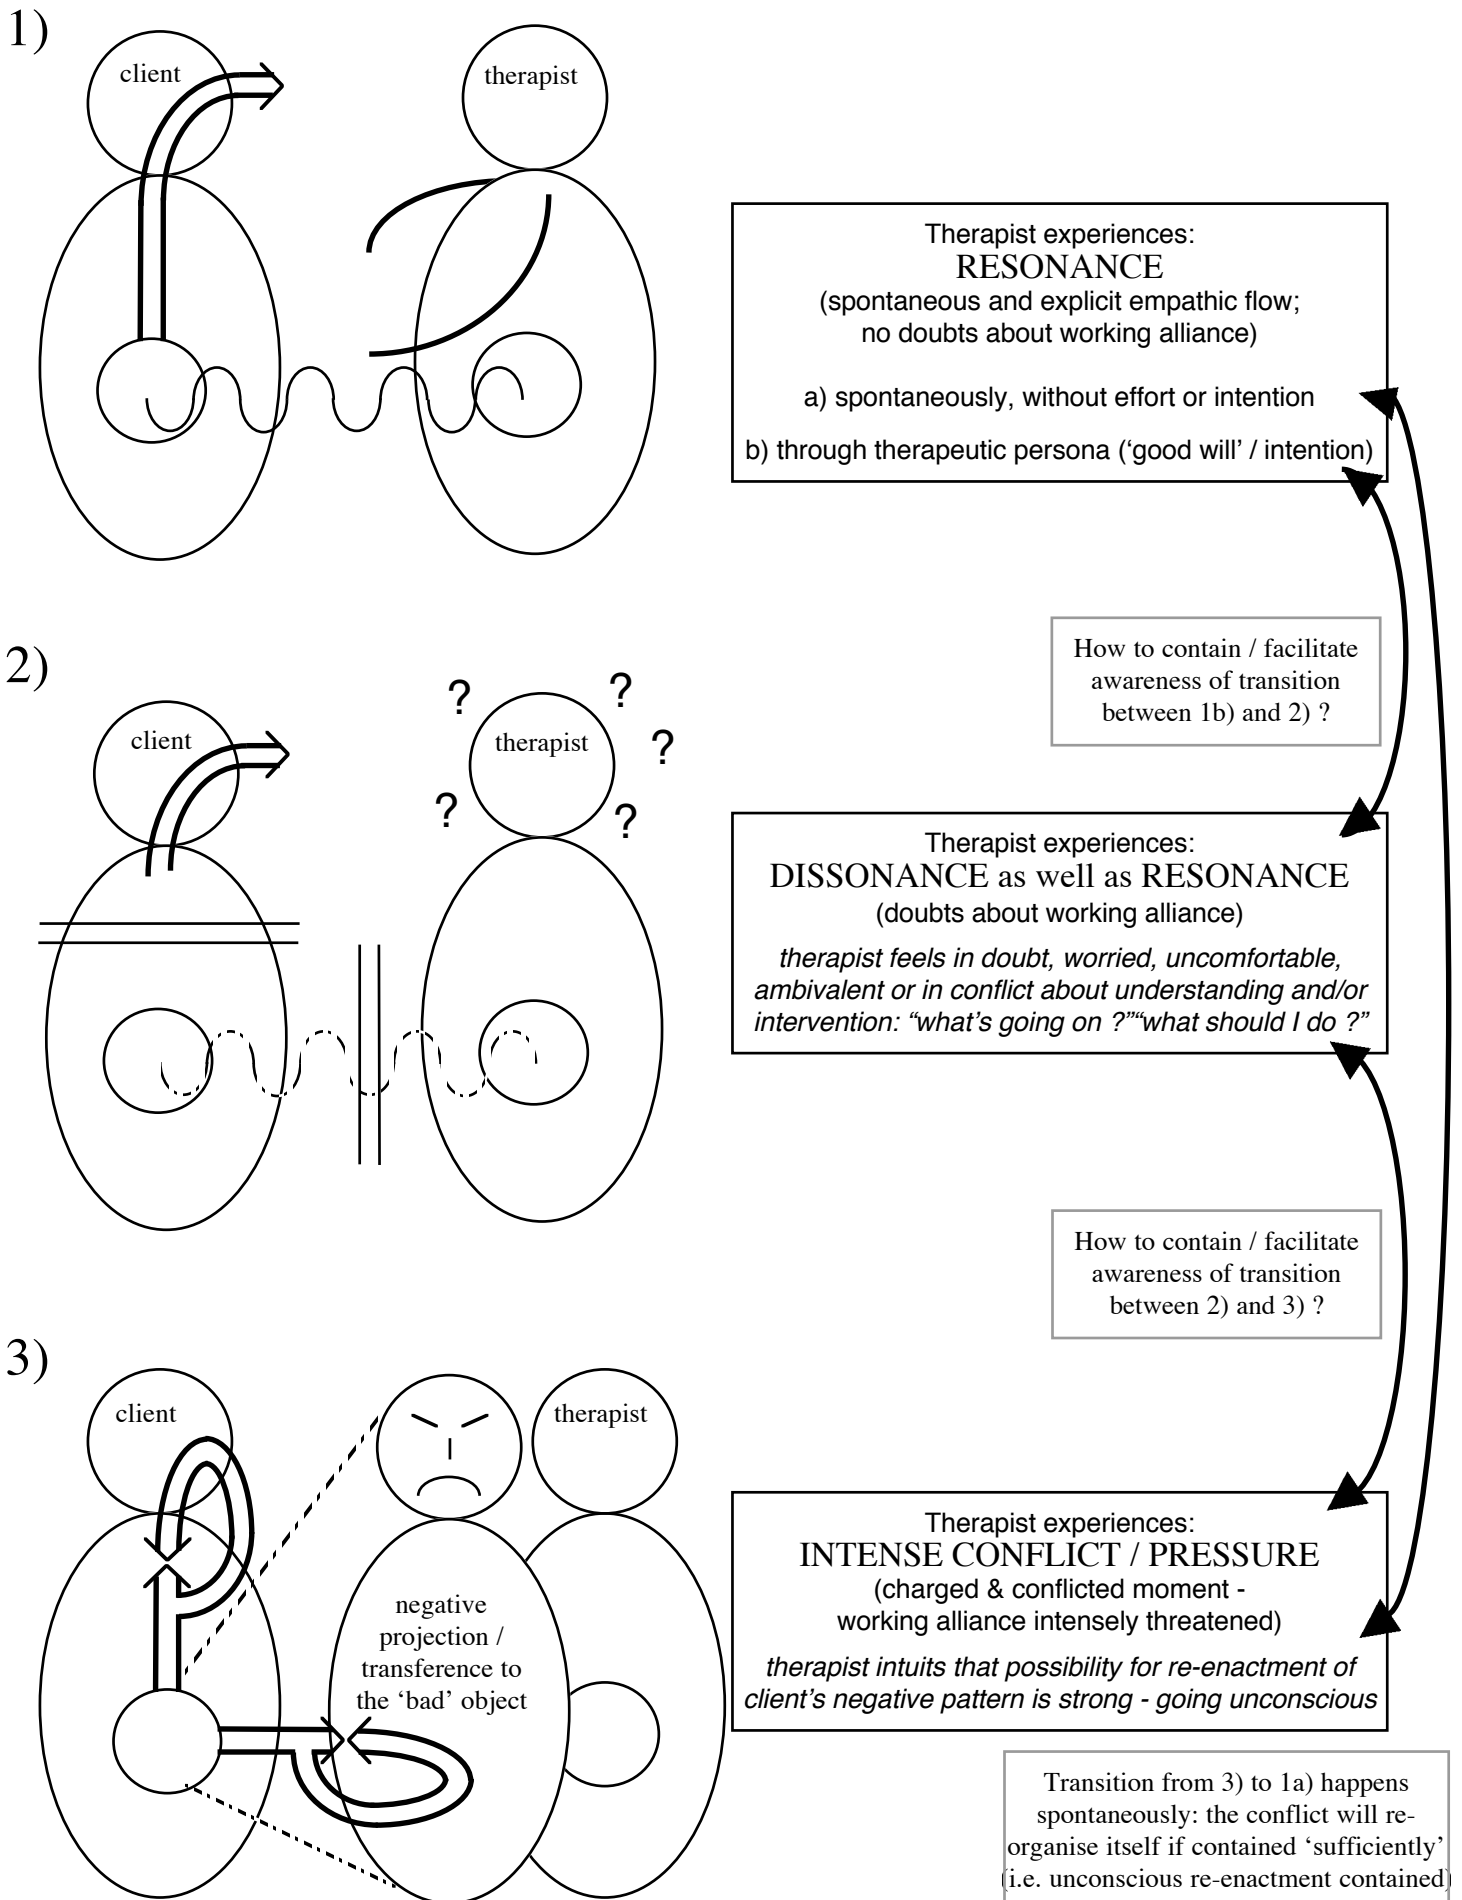 1)
client
therapist
Therapist experiences:
RESONANCE
(spontaneous and explicit empathic flow;
no doubts about working alliance)
a) spontaneously, without effort or intention
b) through therapeutic persona (‘good will’ / intention)
How to contain / facilitate
awareness of transition
between 1b) and 2) ?
2)
client
therapist
?
?
?
?
?
Therapist experiences:
DISSONANCE as well as RESONANCE
(doubts about working alliance)
therapist feels in doubt, worried, uncomfortable,
ambivalent or in conflict about understanding and/or
intervention: “what's going on ?”“what should I do ?”
How to contain / facilitate
awareness of transition
between 2) and 3) ?
3)
client
therapist
negative
projection /
transference to
the ‘bad’ object
Therapist experiences:
INTENSE CONFLICT / PRESSURE
(charged & conflicted moment -
working alliance intensely threatened)
therapist intuits that possibility for re-enactment of
client's negative pattern is strong - going unconscious
Transition from 3) to 1a) happens
spontaneously: the conflict will re-
organise itself if contained ‘sufficiently’
(i.e. unconscious re-enactment contained)